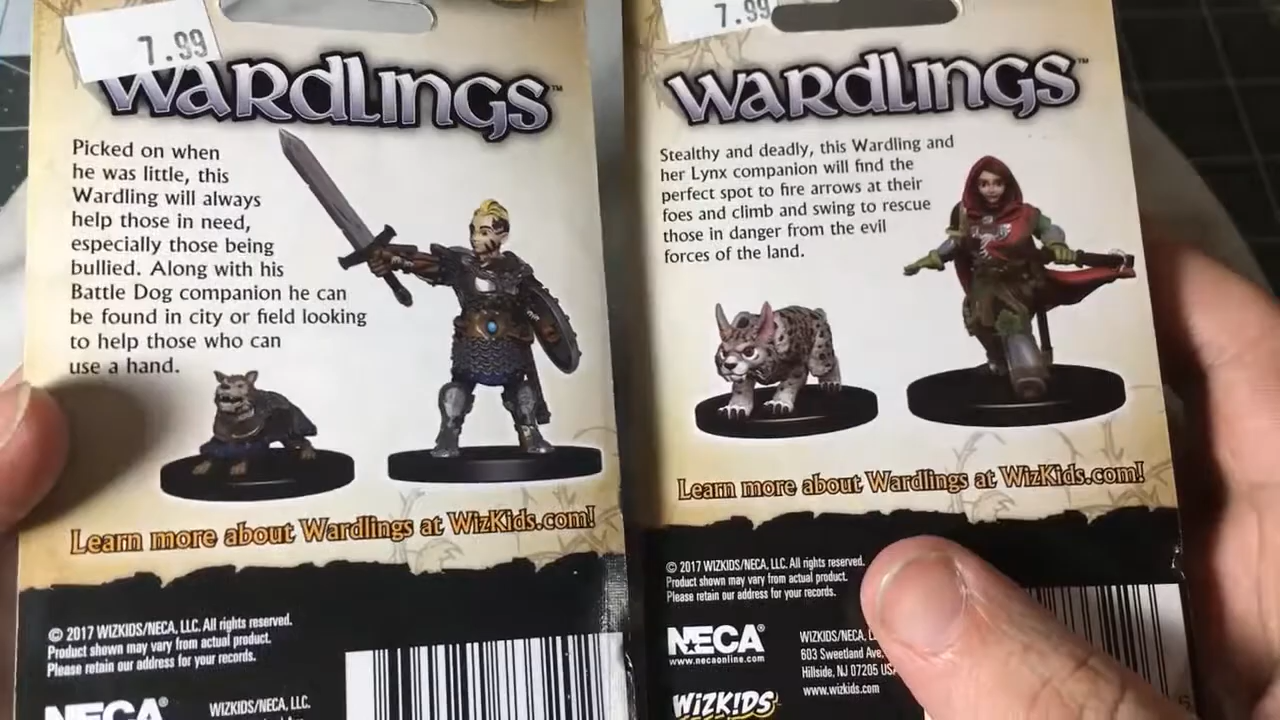 7.99
WARDLINGS™
Picked on when
he was little, this
Wardling will always
help those in need,
especially those being
bullied. Along with his
Battle Dog companion he can
be found in city or field looking
to help those who can
use a hand.
Learn more about Wardlings at WizKids.com!
© 2017 WIZKIDS/NECA, LLC. All rights reserved.
Product shown may vary from actual product.
Please retain our address for your records.
NECA®
WIZKIDS/NECA, LLC.
7.99
WARDLINGS™
Stealthy and deadly, this Wardling and
her Lynx companion will find the
perfect spot to fire arrows at their
foes and climb and swing to rescue
those in danger from the evil
forces of the land.
Learn more about Wardlings at WizKids.com!
© 2017 WIZKIDS/NECA, LLC. All rights reserved.
Product shown may vary from actual product.
Please retain our address for your records.
NECA®
www.necaonline.com
WIZKIDS
WIZKIDS/NECA,
603 Sweetland Ave,
Hillside, NJ 07205
www.wizkids.com